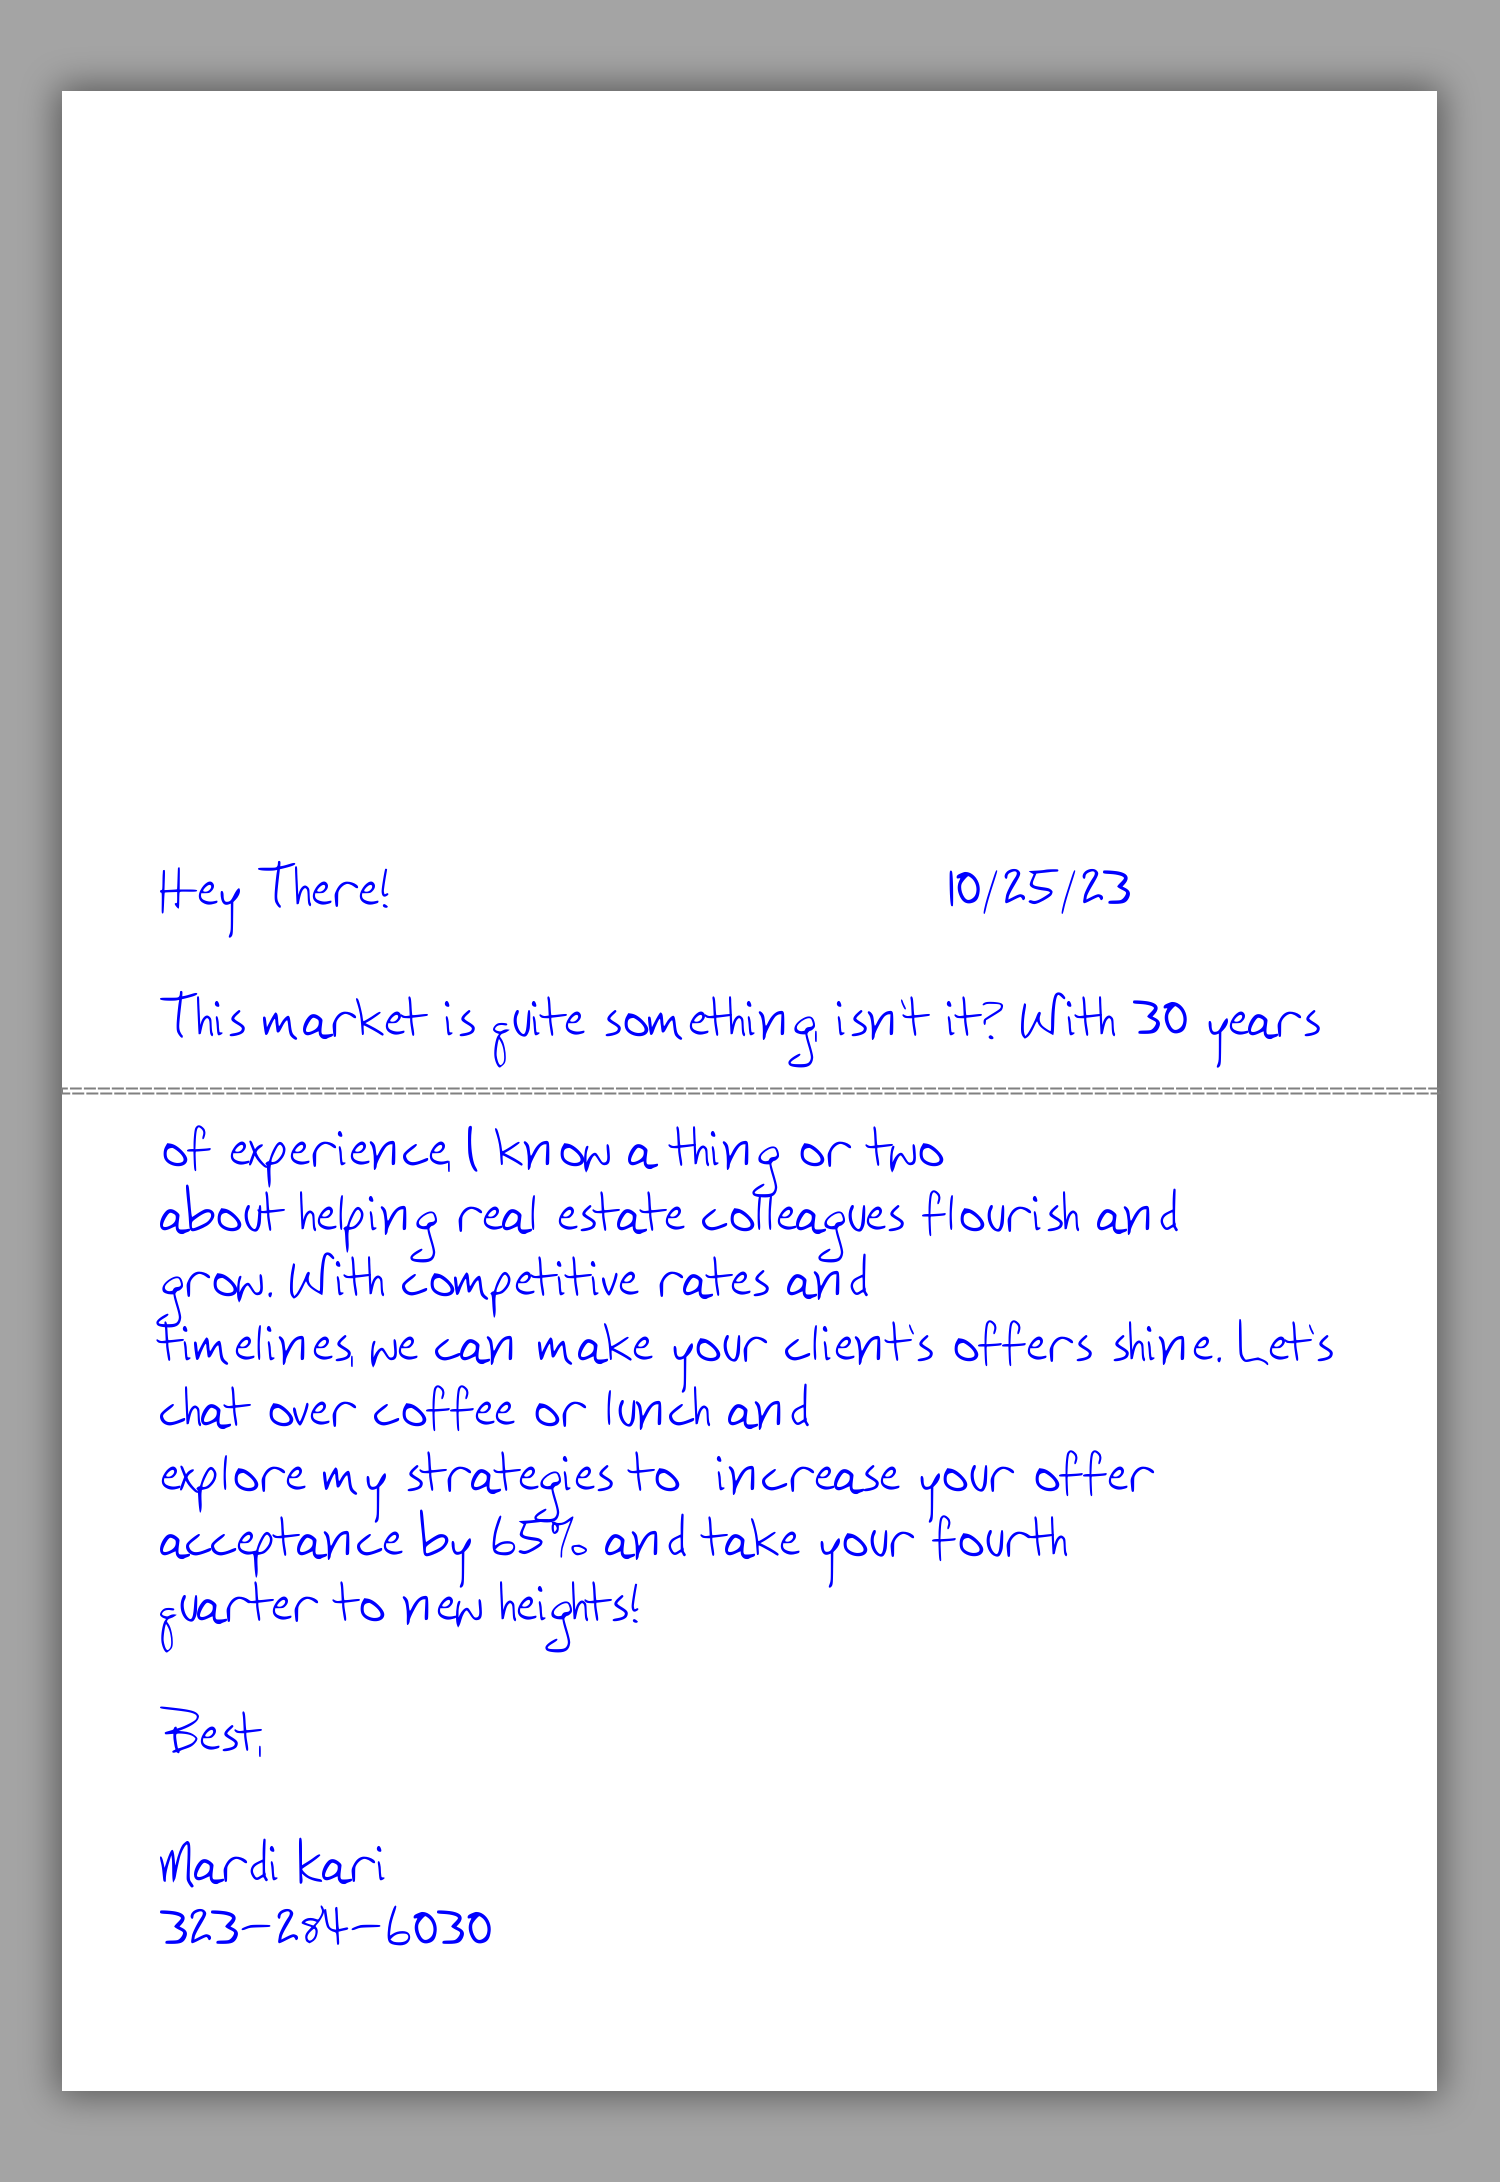 Hey There! 10/25/23
This market is quite something, isn't it? With 30 years
of experience, I know a thing or two
about helping real estate colleagues flourish and
grow. With competitive rates and
timelines, we can make your client's offers shine. Let's
chat over coffee or lunch and
explore my strategies to increase your offer
acceptance by 65% and take your fourth
quarter to new heights!
Best,
Mardi Kari
323-284-6030